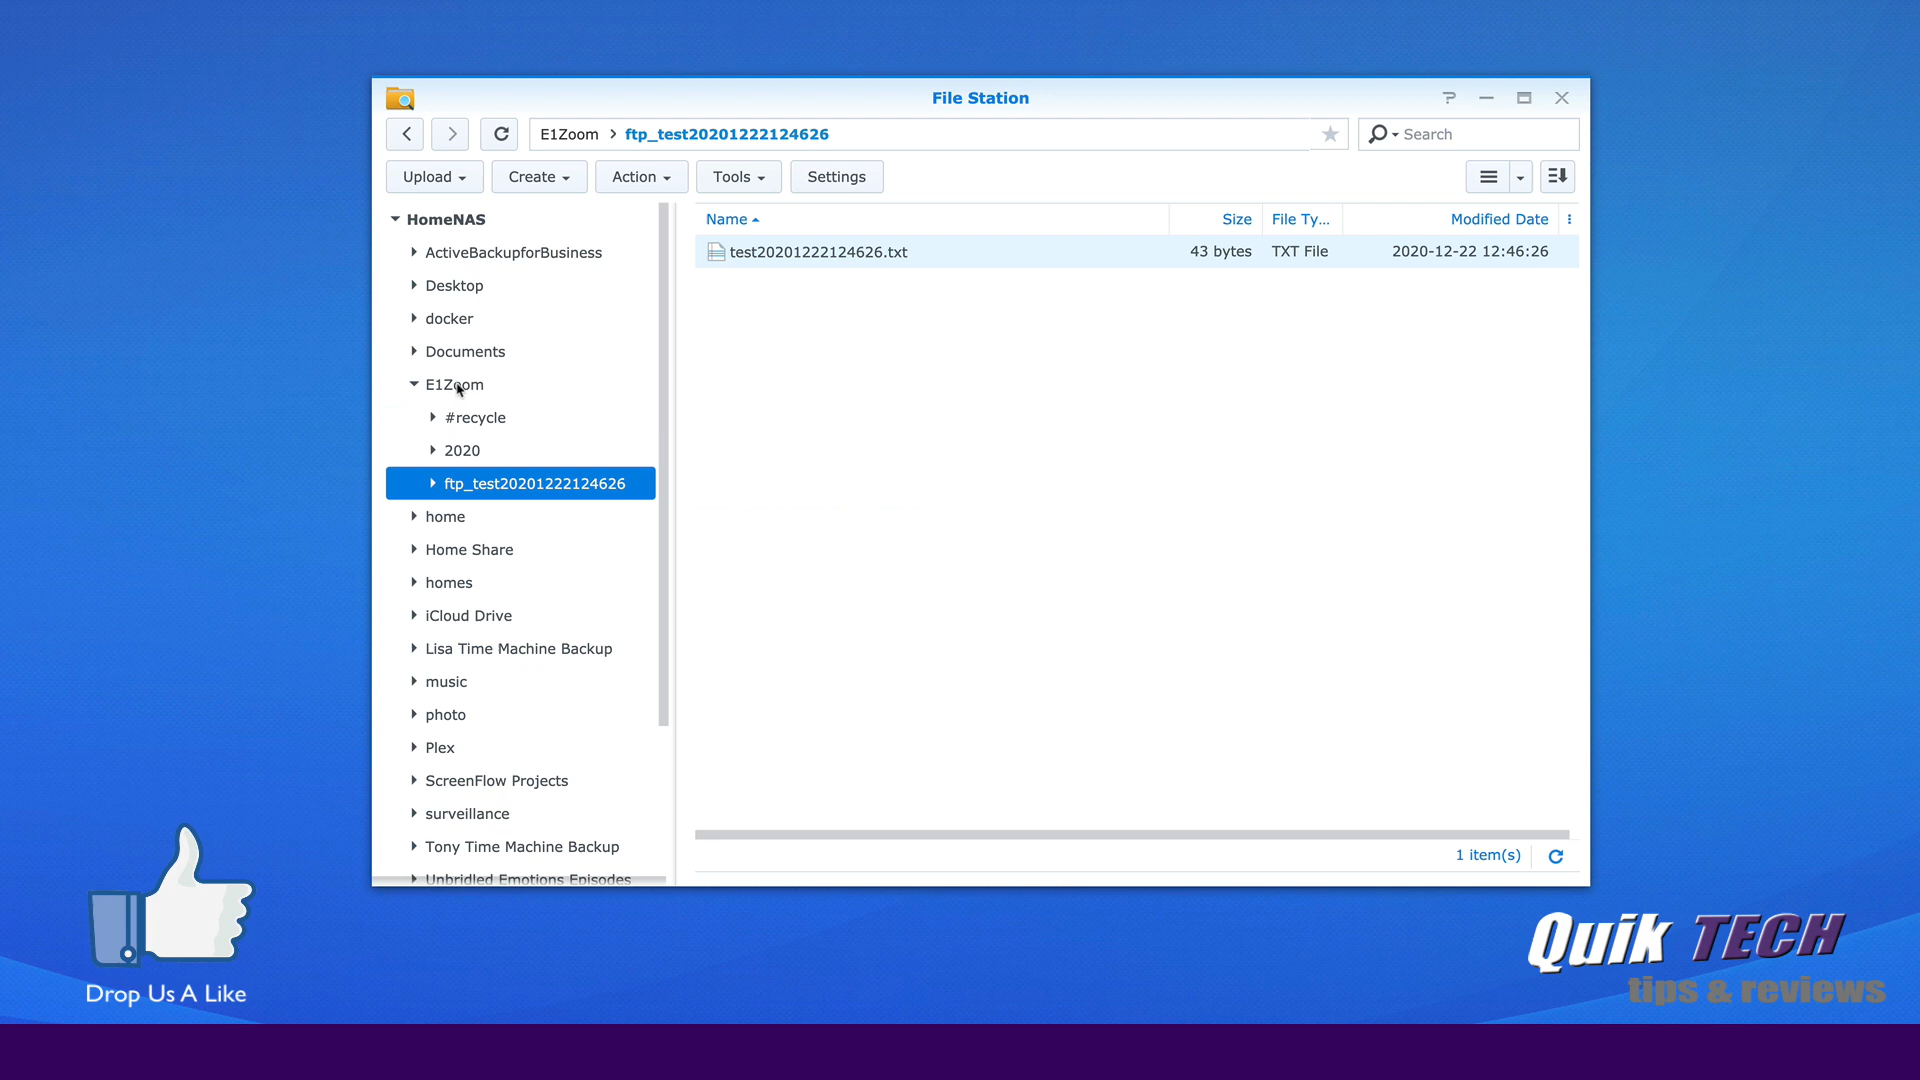 File Station
E1Zoom > ftp_test20201222124626
Search
Upload Create Action Tools Settings
HomeNAS
ActiveBackupforBusiness
Desktop
docker
Documents
E1Zoom
#recycle
2020
ftp_test20201222124626
home
Home Share
homes
iCloud Drive
Lisa Time Machine Backup
music
photo
Plex
ScreenFlow Projects
surveillance
Tony Time Machine Backup
Unbridled Emotions Episodes
Name Size File Ty... Modified Date
test20201222124626.txt 43 bytes TXT File 2020-12-22 12:46:26
1 item(s)
Drop Us A Like
Quik TECH
tips & reviews